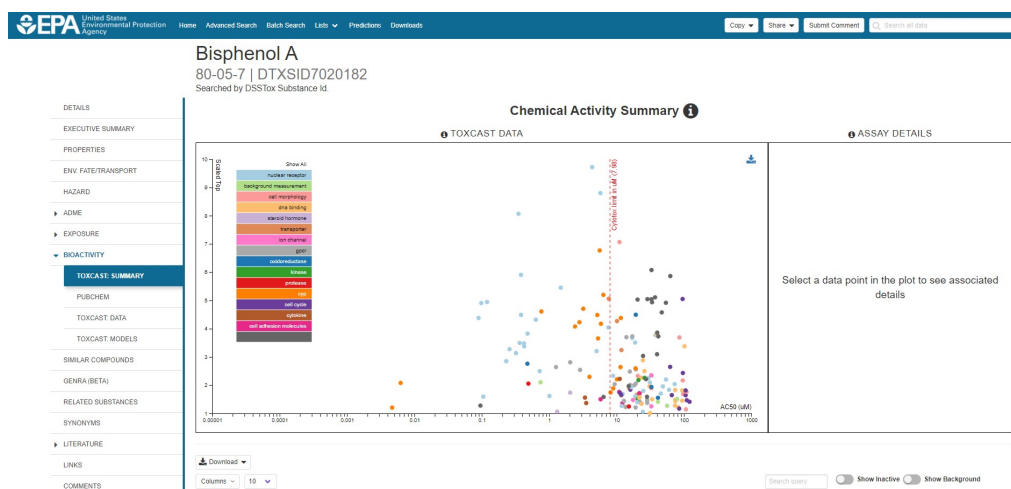 EPA United States Environmental Protection Agency
Home Advanced Search Batch Search Lists Predictions Downloads
Copy Share Submit Comment Search all data
Bisphenol A
80-05-7 | DTXSID7020182
Searched by DSSTox Substance Id.
DETAILS
EXECUTIVE SUMMARY
PROPERTIES
ENV. FATE/TRANSPORT
HAZARD
ADME
EXPOSURE
BIOACTIVITY
TOXCAST: SUMMARY
PUBCHEM
TOXCAST: DATA
TOXCAST: MODELS
SIMILAR COMPOUNDS
GENRA (BETA)
RELATED SUBSTANCES
SYNONYMS
LITERATURE
LINKS
COMMENTS
Chemical Activity Summary
TOXCAST DATA
ASSAY DETAILS
Scaled Top
10
9
8
7
6
5
4
3
2
1
Show All
nuclear receptor
background measurement
cell morphology
dna binding
steroid hormone
transporter
ion channel
gpcr
oxidoreductase
kinase
protease
cyp
cell cycle
cytokine
cell adhesion molecules
Cytotox limit in uM (7.98)
AC50 (uM)
0.00001 0.0001 0.001 0.01 0.1 1 10 100 1000
Select a data point in the plot to see associated
details
Download
Columns 10
Search query Show Inactive Show Background